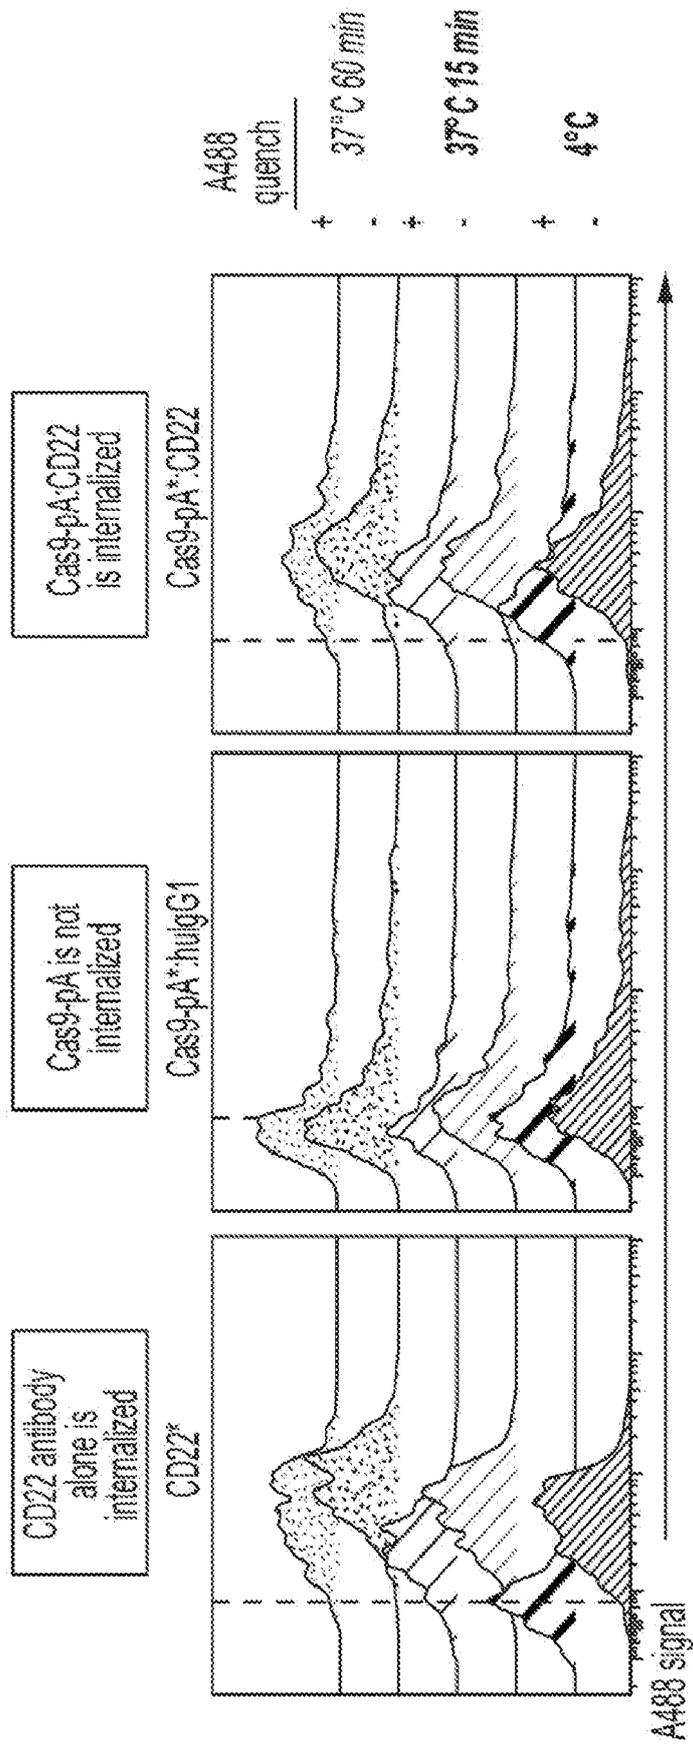 CD22 antibody
alone is
internalized
Cas9-pA is not
internalized
Cas9-pA:CD22
is internalized
CD22*
Cas9-pA*:huIgG1
Cas9-pA*:CD22
A488
quench
+
37°C 60 min
-
+
37°C 15 min
-
+
4°C
-
A488 signal